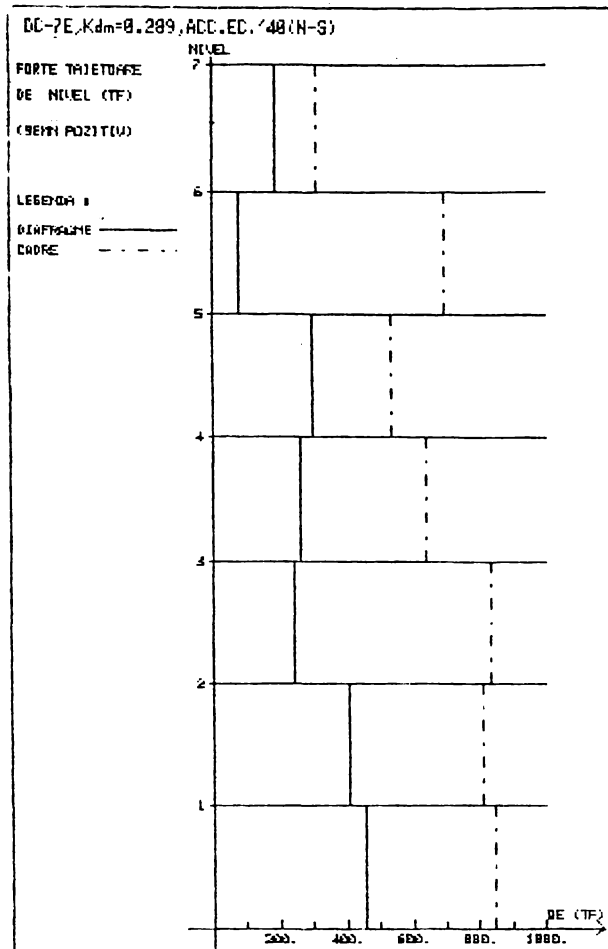 DC-7E,Kdm=0.289,ACC.EC.'40(N-S)
NIVEL
FORTE TAIETOARE
DE NIVEL (TF)
(SEMN POZITIV)
LEGENDA :
DIAFRAGME
CADRE
7
6
5
4
3
2
1
200. 400. 600. 800. 1000.
(TF)